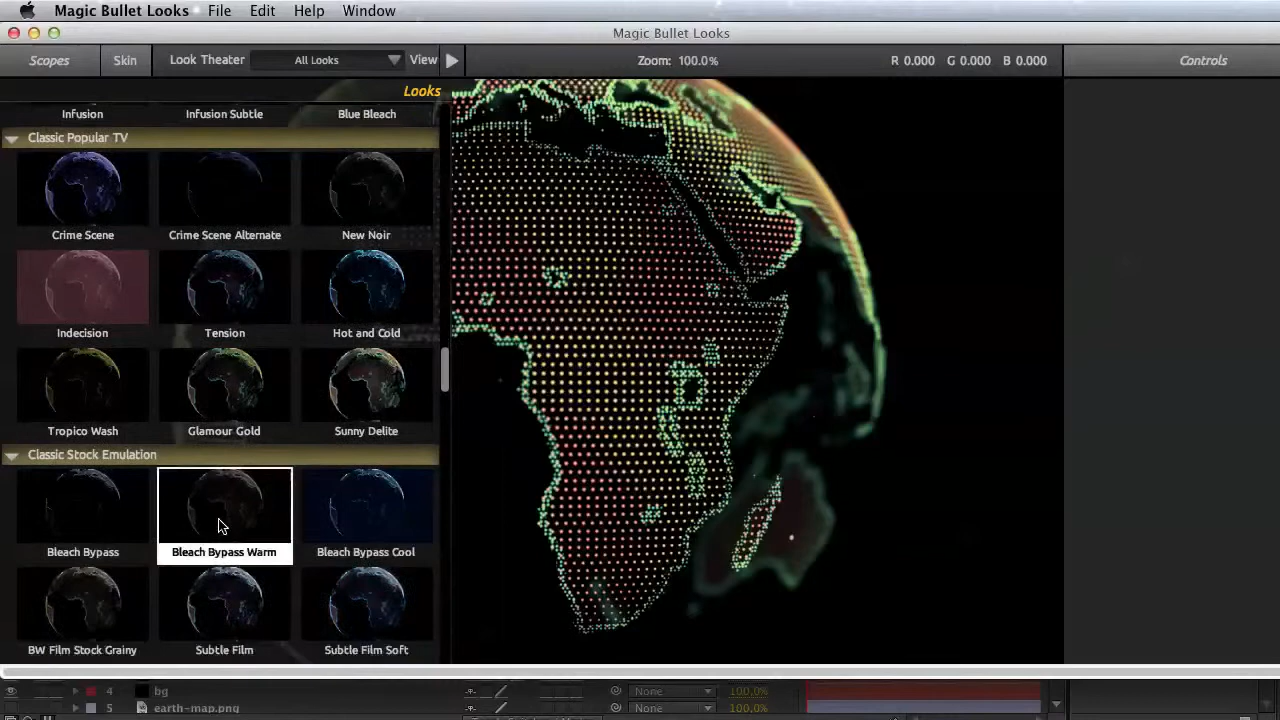 Magic Bullet Looks File Edit Help Window
Magic Bullet Looks
Scopes Skin Look Theater All Looks View Zoom: 100.0% R 0.000 G 0.000 B 0.000 Controls
Looks
Infusion Infusion Subtle Blue Bleach
Classic Popular TV
Crime Scene Crime Scene Alternate New Noir
Indecision Tension Hot and Cold
Tropico Wash Glamour Gold Sunny Delite
Classic Stock Emulation
Bleach Bypass Bleach Bypass Warm Bleach Bypass Cool
BW Film Stock Grainy Subtle Film Subtle Film Soft
4 bg None 100,0%
5 earth-map.png None 100,0%